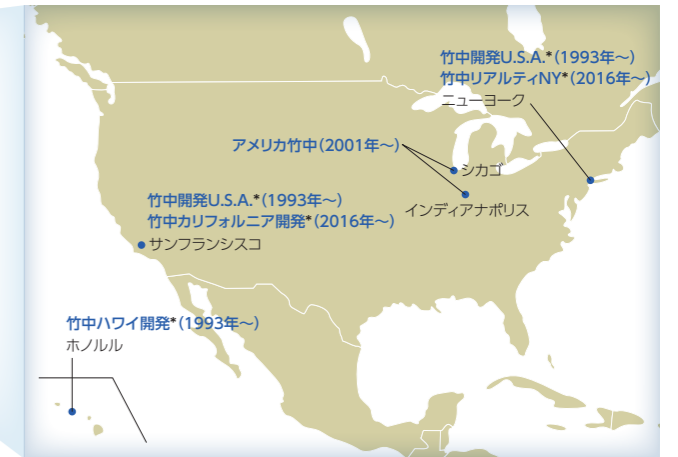 竹中開発U.S.A.*(1993年～)
竹中リアルティNY*(2016年～)
ニューヨーク
アメリカ竹中(2001年～)
シカゴ
インディアナポリス
竹中開発U.S.A.*(1993年～)
竹中カリフォルニア開発*(2016年～)
サンフランシスコ
竹中ハワイ開発*(1993年～)
ホノルル